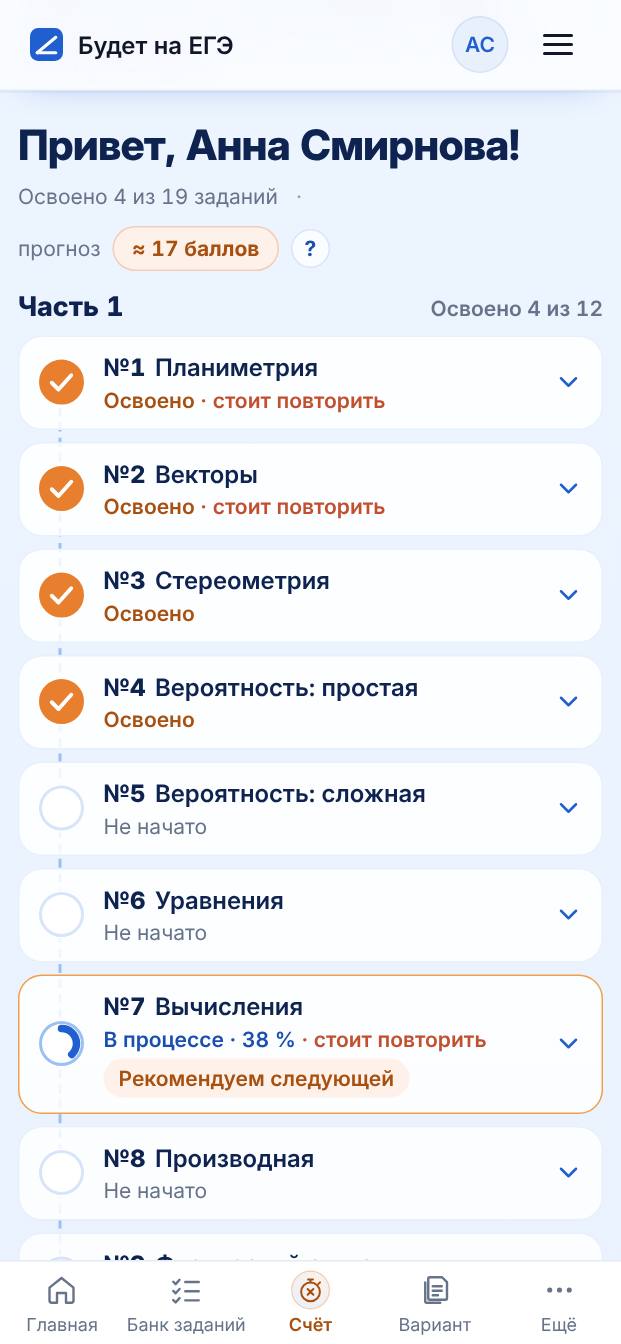 Будет на ЕГЭ
АС
Привет, Анна Смирнова!
Освоено 4 из 19 заданий ·
прогноз ≈ 17 баллов ?
Часть 1 Освоено 4 из 12
№1 Планиметрия
Освоено · стоит повторить
№2 Векторы
Освоено · стоит повторить
№3 Стереометрия
Освоено
№4 Вероятность: простая
Освоено
№5 Вероятность: сложная
Не начато
№6 Уравнения
Не начато
№7 Вычисления
В процессе · 38 % · стоит повторить
Рекомендуем следующей
№8 Производная
Не начато
Главная Банк заданий Счёт Вариант Ещё